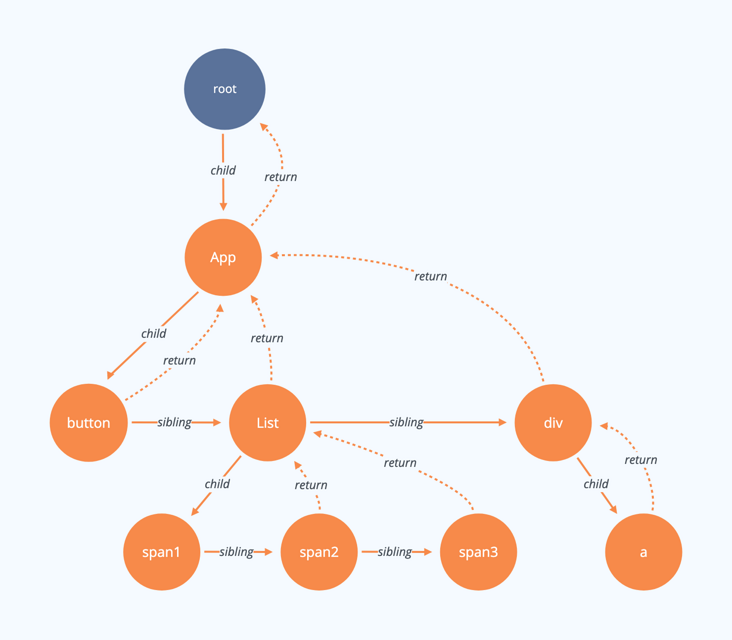 root
child
return
App
return
child
return
return
button
sibling
List
sibling
div
child
return
return
child
return
span1
sibling
span2
sibling
span3
a